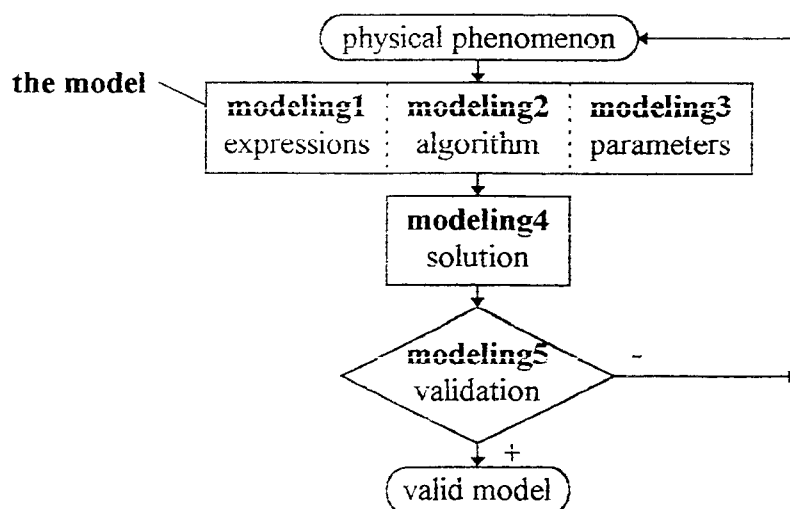 physical phenomenon
the model
modeling1 modeling2 modeling3
expressions algorithm parameters
modeling4
solution
modeling5 -
validation
+
valid model